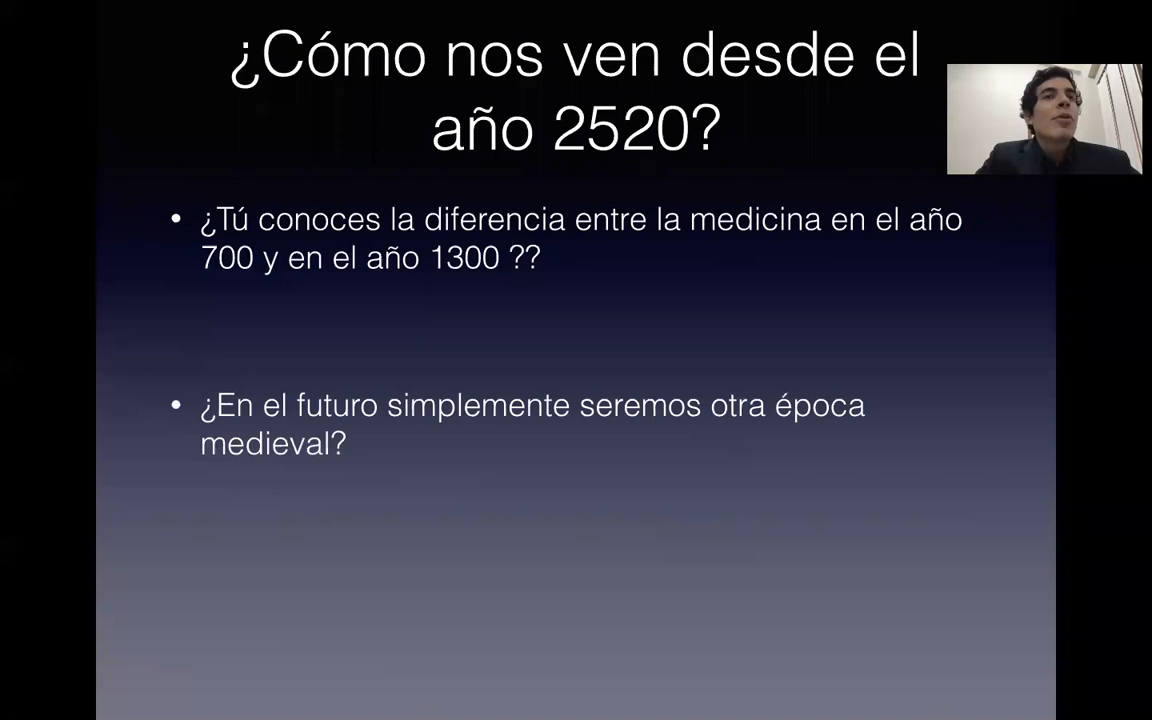 ¿Cómo nos ven desde el
año 2520?
• ¿Tú conoces la diferencia entre la medicina en el año
700 y en el año 1300 ??
• ¿En el futuro simplemente seremos otra época
medieval?